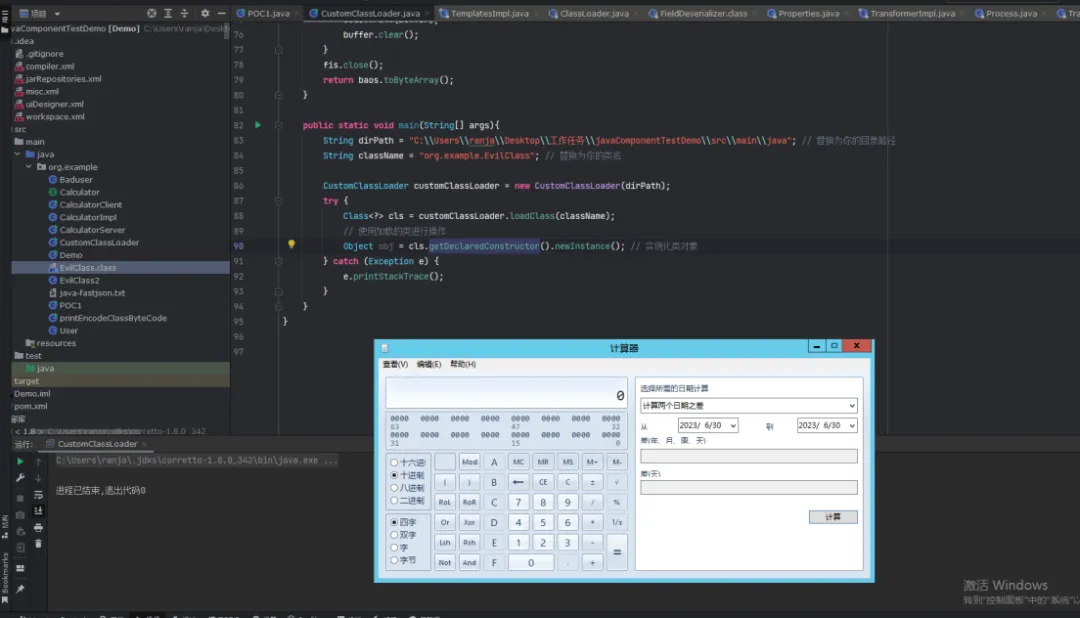 项目
POC1.java
CustomClassLoader.java
TemplatesImpl.java
ClassLoader.java
FieldDeserializer.class
Properties.java
TransformerImpl.java
Process.java
vaComponentTestDemo [Demo]
.idea
.gitignore
compiler.xml
jarRepositories.xml
misc.xml
uiDesigner.xml
workspace.xml
src
main
java
org.example
Baduser
Calculator
CalculatorClient
CalculatorImpl
CalculatorServer
CustomClassLoader
Demo
EvilClass.class
EvilClass2
java-fastjson.txt
POC1
printEncodeClassByteCode
User
resources
test
java
target
Demo.iml
pom.xml
76 buffer.clear();
77 }
78 fis.close();
79 return baos.toByteArray();
80 }
81
82 public static void main(String[] args){
83 String dirPath = "C:\\Users\\ranja\\Desktop\\工作任务\\javaComponentTestDemo\\src\\main\\java"; // 替换为你的目录路径
84 String className = "org.example.EvilClass"; // 替换为你的类名
85
86 CustomClassLoader customClassLoader = new CustomClassLoader(dirPath);
87 try {
88 Class<?> cls = customClassLoader.loadClass(className);
89 // 使用加载的类进行操作
90 Object obj = cls.getDeclaredConstructor().newInstance(); // 实例化类对象
91 } catch (Exception e) {
92 e.printStackTrace();
93 }
94 }
95 }
96
97
运行:
CustomClassLoader
C:\Users\ranja\.jdks\corretto-1.8.0_342\bin\java.exe ...
进程已结束,退出代码0
结构
Bookmarks
计算器
查看(V) 编辑(E) 帮助(H)
0
0000 0000 0000 0000 0000 0000 0000 0000
63 47 32
0000 0000 0000 0000 0000 0000 0000 0000
31 15 0
十六进制
十进制
八进制
二进制
四字
双字
字
字节
Mod A MC MR MS M+ M-
( ) B ← CE C ± √
RoL RoR C 7 8 9 / %
Or Xor D 4 5 6 * 1/x
Lsh Rsh E 1 2 3 - =
Not And F 0 . +
选择所需的日期计算
计算两个日期之差
从 2023/ 6/30 到 2023/ 6/30
差(年、月、周、天)
差(天)
计算
激活 Windows
转到"控制面板"中的"系统"以